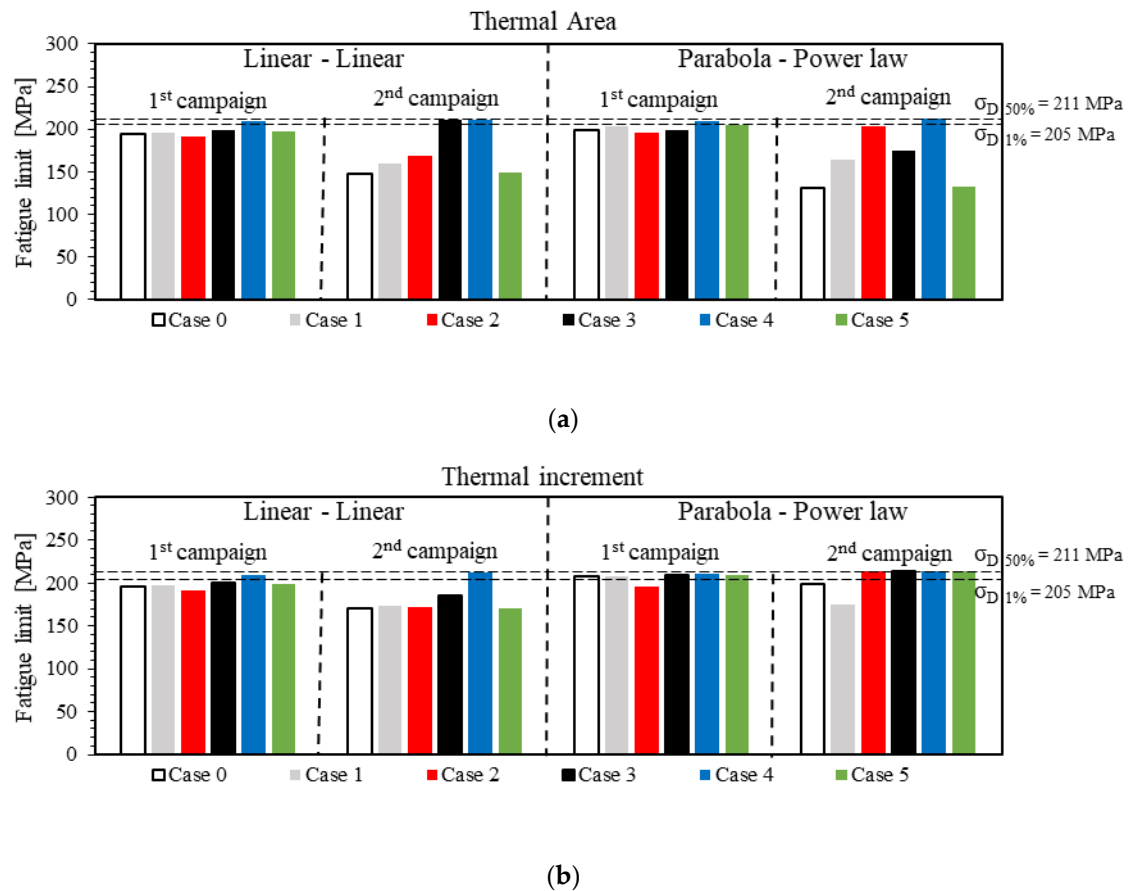 Thermal Area
300
250
200
150
100
50
0
Fatigue limit [MPa]
Linear - Linear
Parabola - Power law
1st campaign
2nd campaign
1st campaign
2nd campaign
σD 50% = 211 MPa
σD 1% = 205 MPa
Case 0 Case 1 Case 2 Case 3 Case 4 Case 5
(a)
Thermal increment
300
250
200
150
100
50
0
Fatigue limit [MPa]
Linear - Linear
Parabola - Power law
1st campaign
2nd campaign
1st campaign
2nd campaign
σD 50% = 211 MPa
σD 1% = 205 MPa
Case 0 Case 1 Case 2 Case 3 Case 4 Case 5
(b)